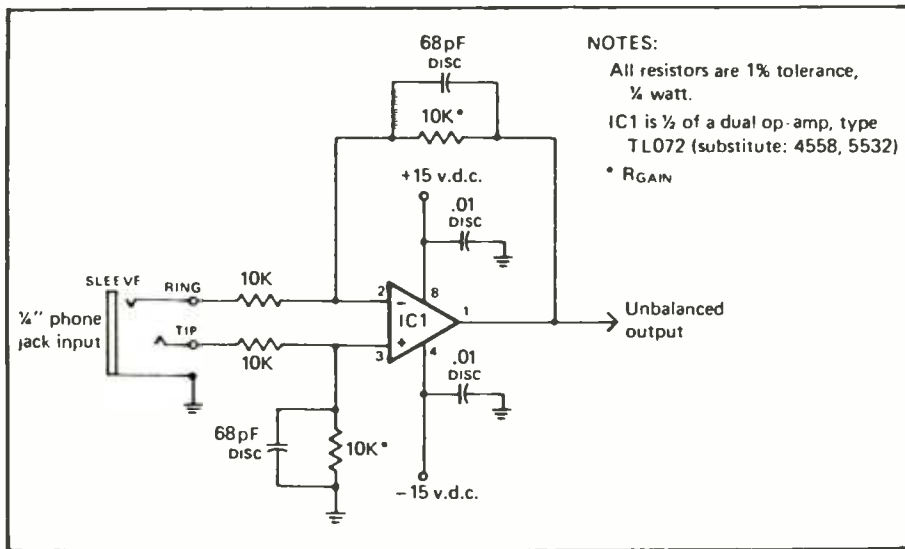 68pF
DISC
10K*
NOTES:
All resistors are 1% tolerance,
¼ watt.
IC1 is ½ of a dual op-amp, type
TL072 (substitute: 4558, 5532)
* RGAIN
+15 v.d.c.
.01
DISC
SLEEVE
RING
10K
2
−
8
¼" phone
jack input
IC1
1
Unbalanced
output
TIP
10K
+
3
4
.01
DISC
68pF
DISC
10K*
−15 v.d.c.